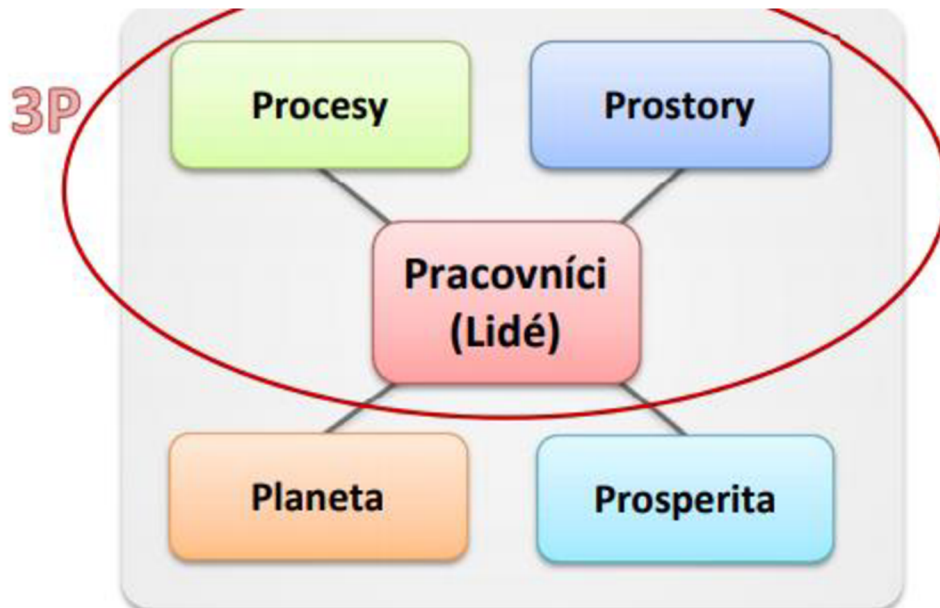 3P
Procesy
Prostory
Pracovníci
(Lidé)
Planeta
Prosperita